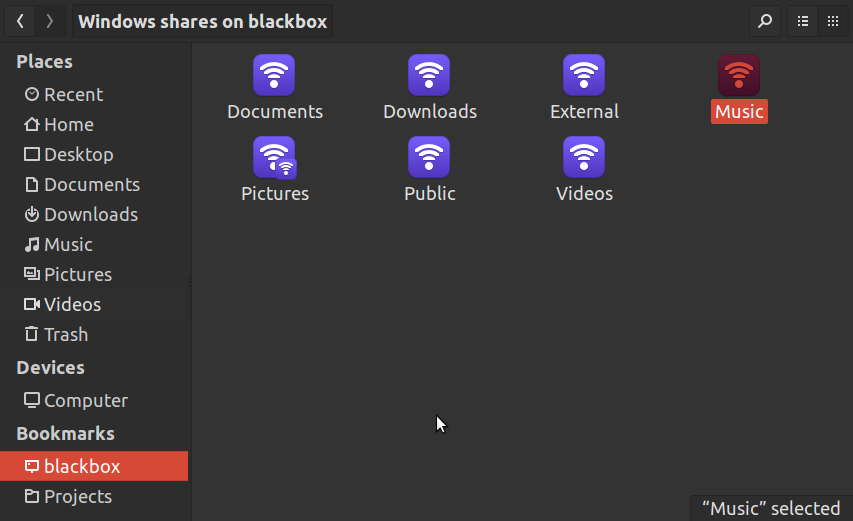 Windows shares on blackbox
Places
Recent
Home
Desktop
Documents
Downloads
Music
Pictures
Videos
Trash
Devices
Computer
Bookmarks
blackbox
Projects
Documents
Downloads
External
Music
Pictures
Public
Videos
“Music” selected